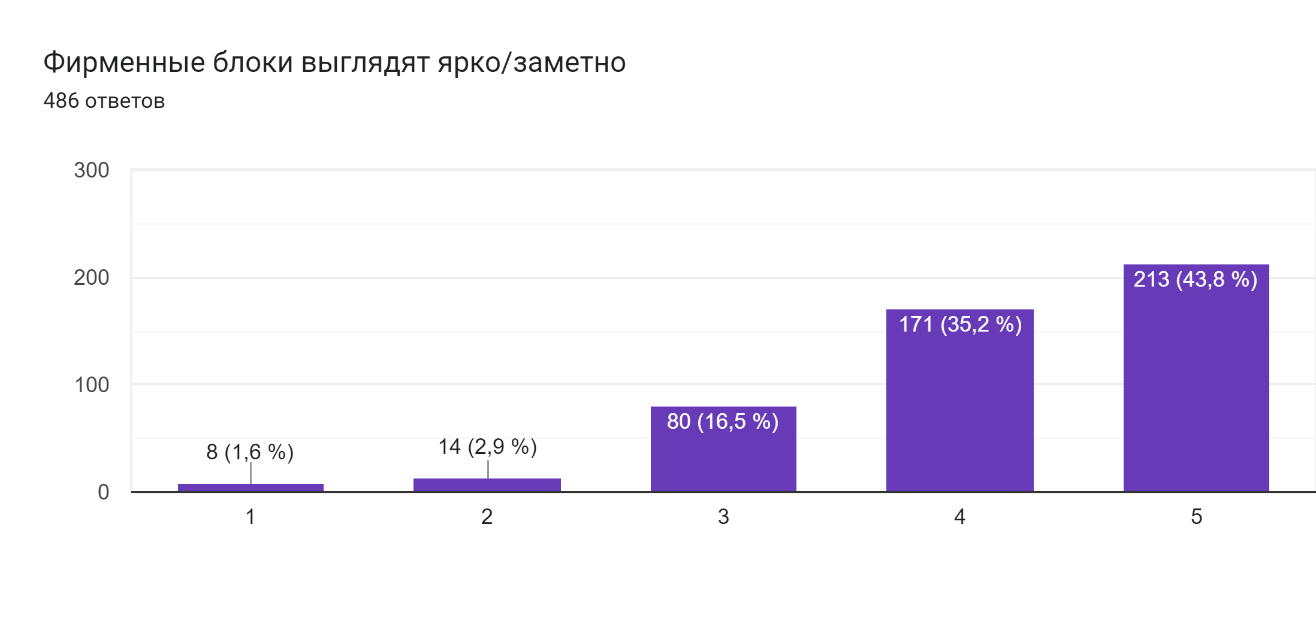 Фирменные блоки выглядят ярко/заметно
486 ответов
300
200
100
0
8 (1,6 %)
14 (2,9 %)
80 (16,5 %)
171 (35,2 %)
213 (43,8 %)
1
2
3
4
5